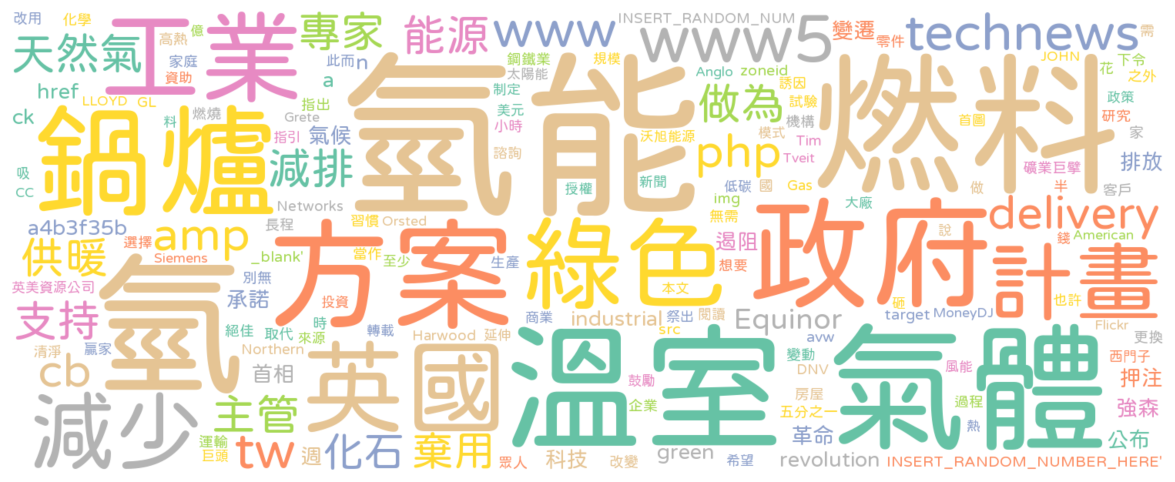 改用 化學 工業 億 專家 能源 www INSERT_RANDOM_NUM www5 變遷 零件 technews 需
天然氣 高熱 家庭 資助 此而 n 鋼鐵業 規模 太陽能 JOHN 下令 之外 花
href LLOYD GL 燃燒 a 指出 制定 Anglo zoneid 誘因 試驗 政策
ck 鍋爐 料 Grete 指引 氣候 美元 小時 氫能 做為 機構 燃料 首圖 研究 家
吸 CC 減排 諮詢 沃旭能源 模式 php Tim Tveit 礦業巨擘 排放
Networks 授權 新聞 低碳 國 Gas 做 半 客戶
a4b3f35b 長程 習慣 Orsted img 無需 大廠 delivery
供暖 選擇 amp Siemens 方案 當作 至少 綠色 遏阻 政府 說 錢 American
_blank' 別無 生產 想要 計畫
英美資源公司 承諾 投資 本文 也許
支持 氫 絕佳 取代 時 來源 轉載 商業 祭出 閱讀 砸 target MoneyDJ Flickr
贏家 Harwood 延伸 industrial src Equinor avw 更換
清淨 Northern 變動 風能 西門子
cb 首相 英國 鼓勵 溫室 DNV 氣體 押注
減少 主管 企業 房屋 五分之一 過程 強森
運輸 巨頭 tw 週 化石 棄用 革命 熱 公布
眾人 科技 改變 green 希望 revolution INSERT_RANDOM_NUMBER_HERE'